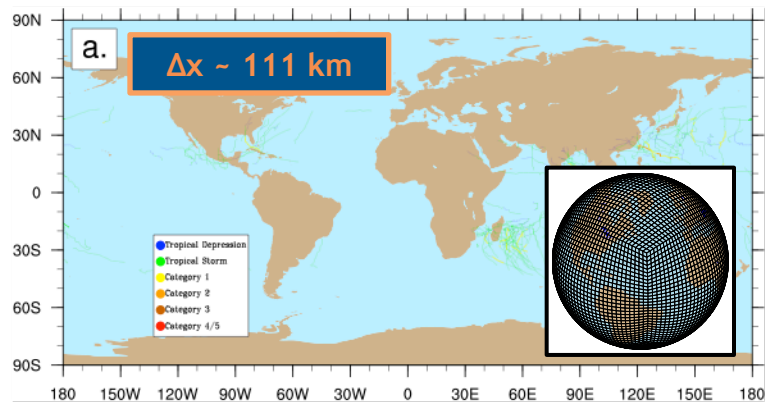 a.
Δx ~ 111 km
90N
60N
30N
0
30S
60S
90S
Tropical Depression
Tropical Storm
Category 1
Category 2
Category 3
Category 4/5
180 150W 120W 90W 60W 30W 0 30E 60E 90E 120E 150E 180